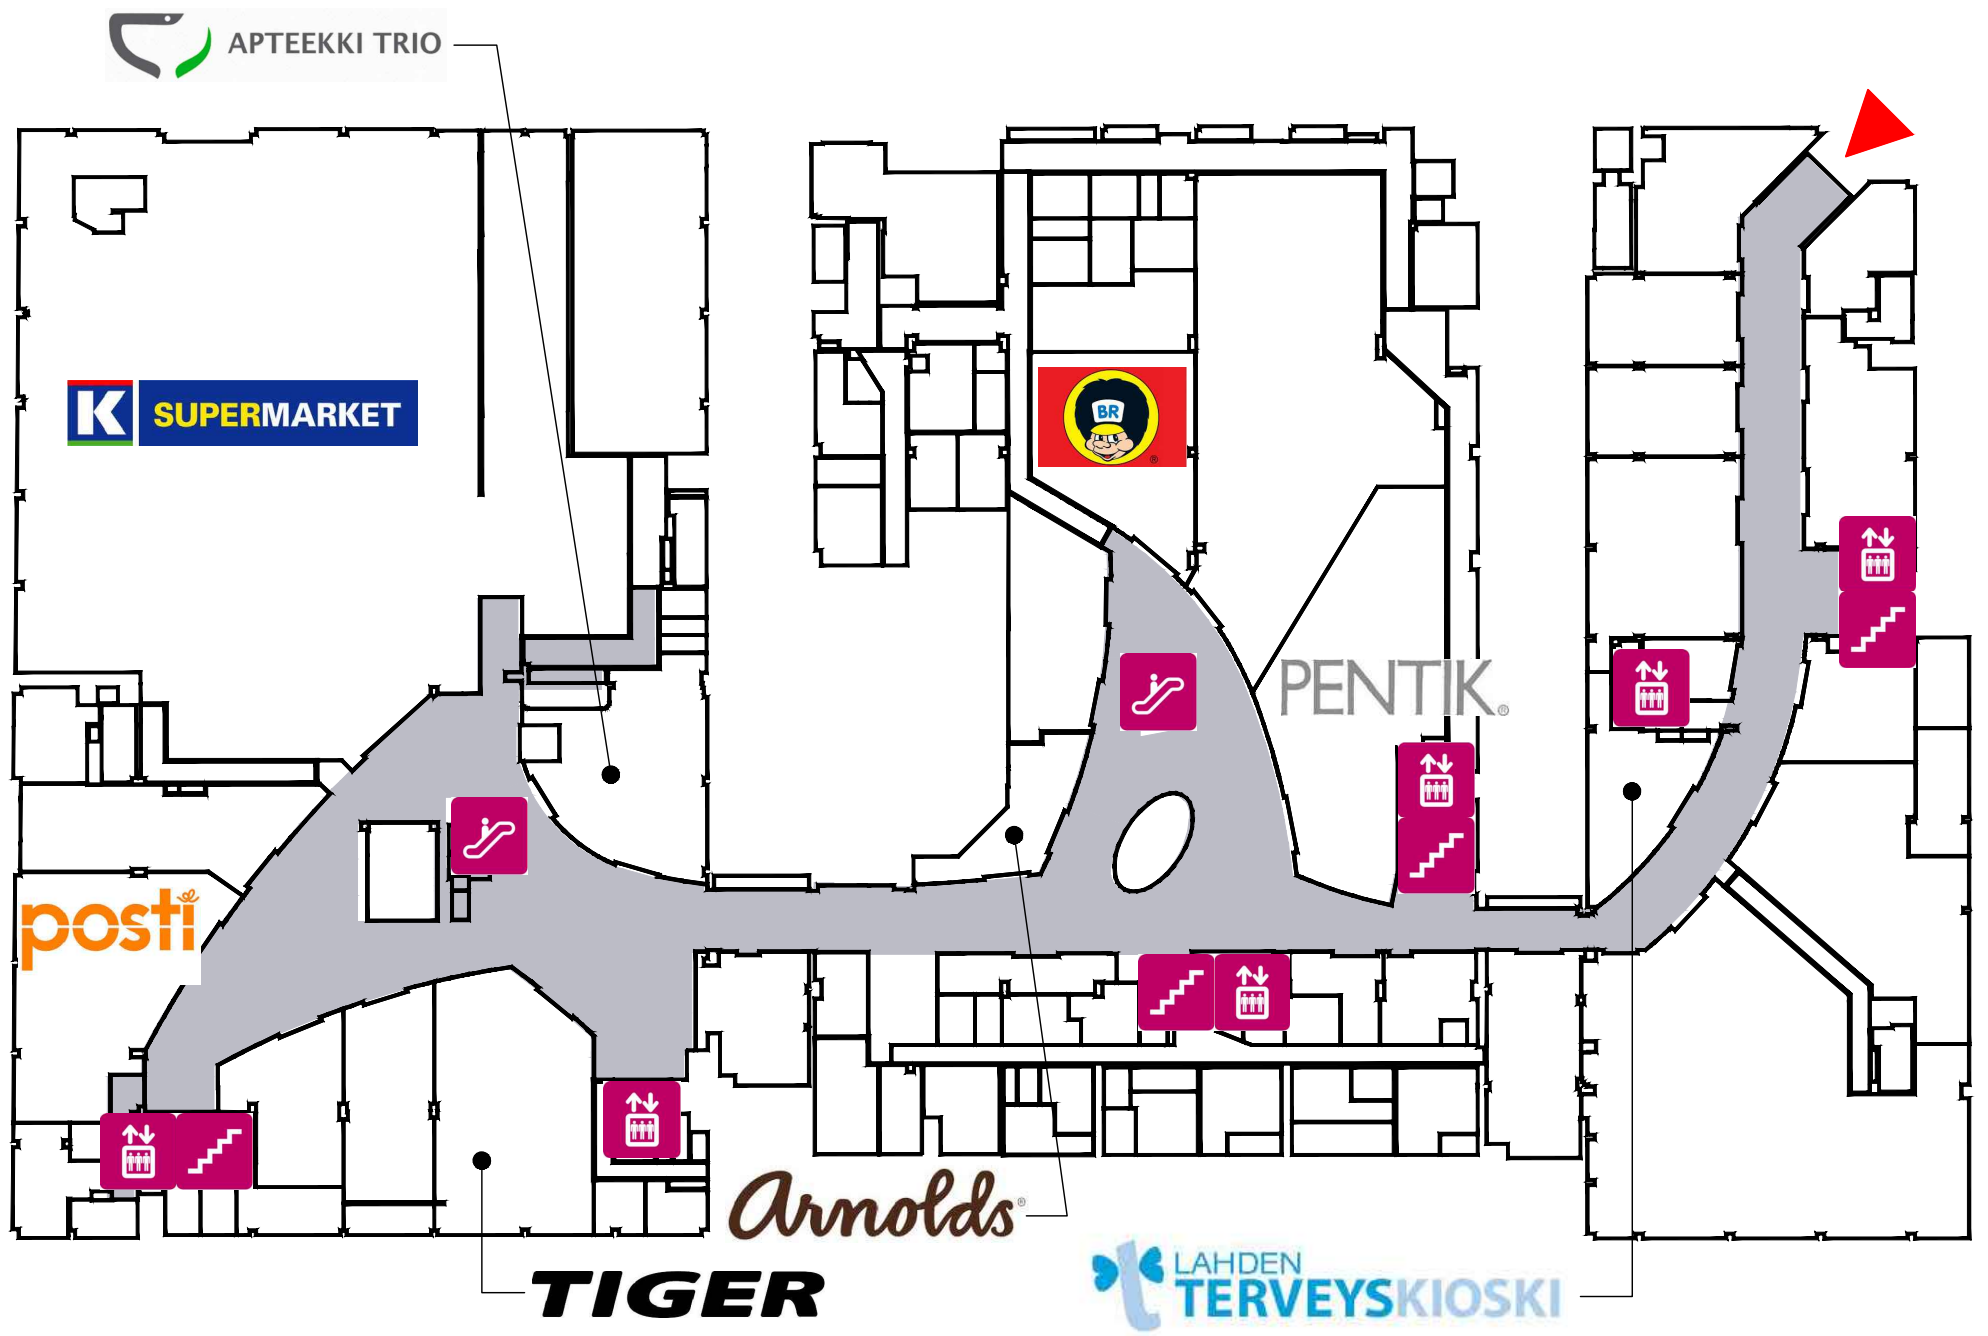 APTEEKKI TRIO
K SUPERMARKET
BR
®
PENTIK®
posti
Arnolds®
TIGER
LAHDEN
TERVEYSKIOSKI